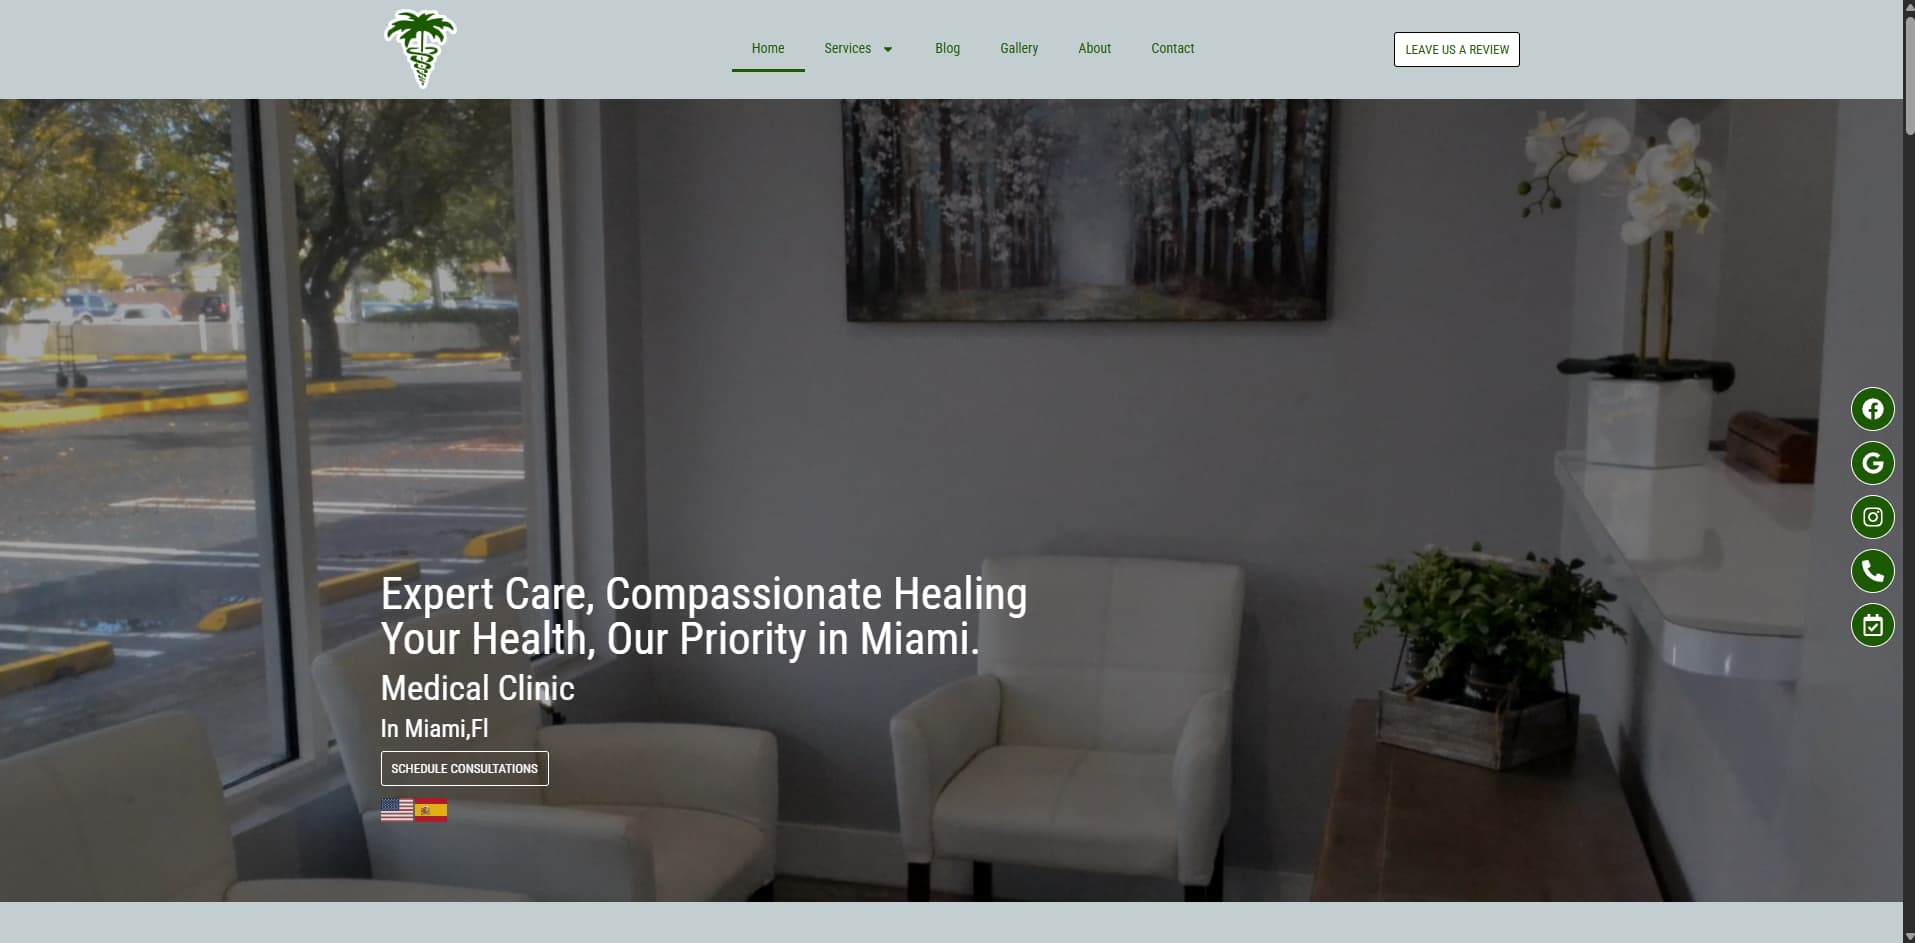 Home
Services
Blog
Gallery
About
Contact
LEAVE US A REVIEW
Expert Care, Compassionate Healing
Your Health, Our Priority in Miami.
Medical Clinic
In Miami,Fl
SCHEDULE CONSULTATIONS